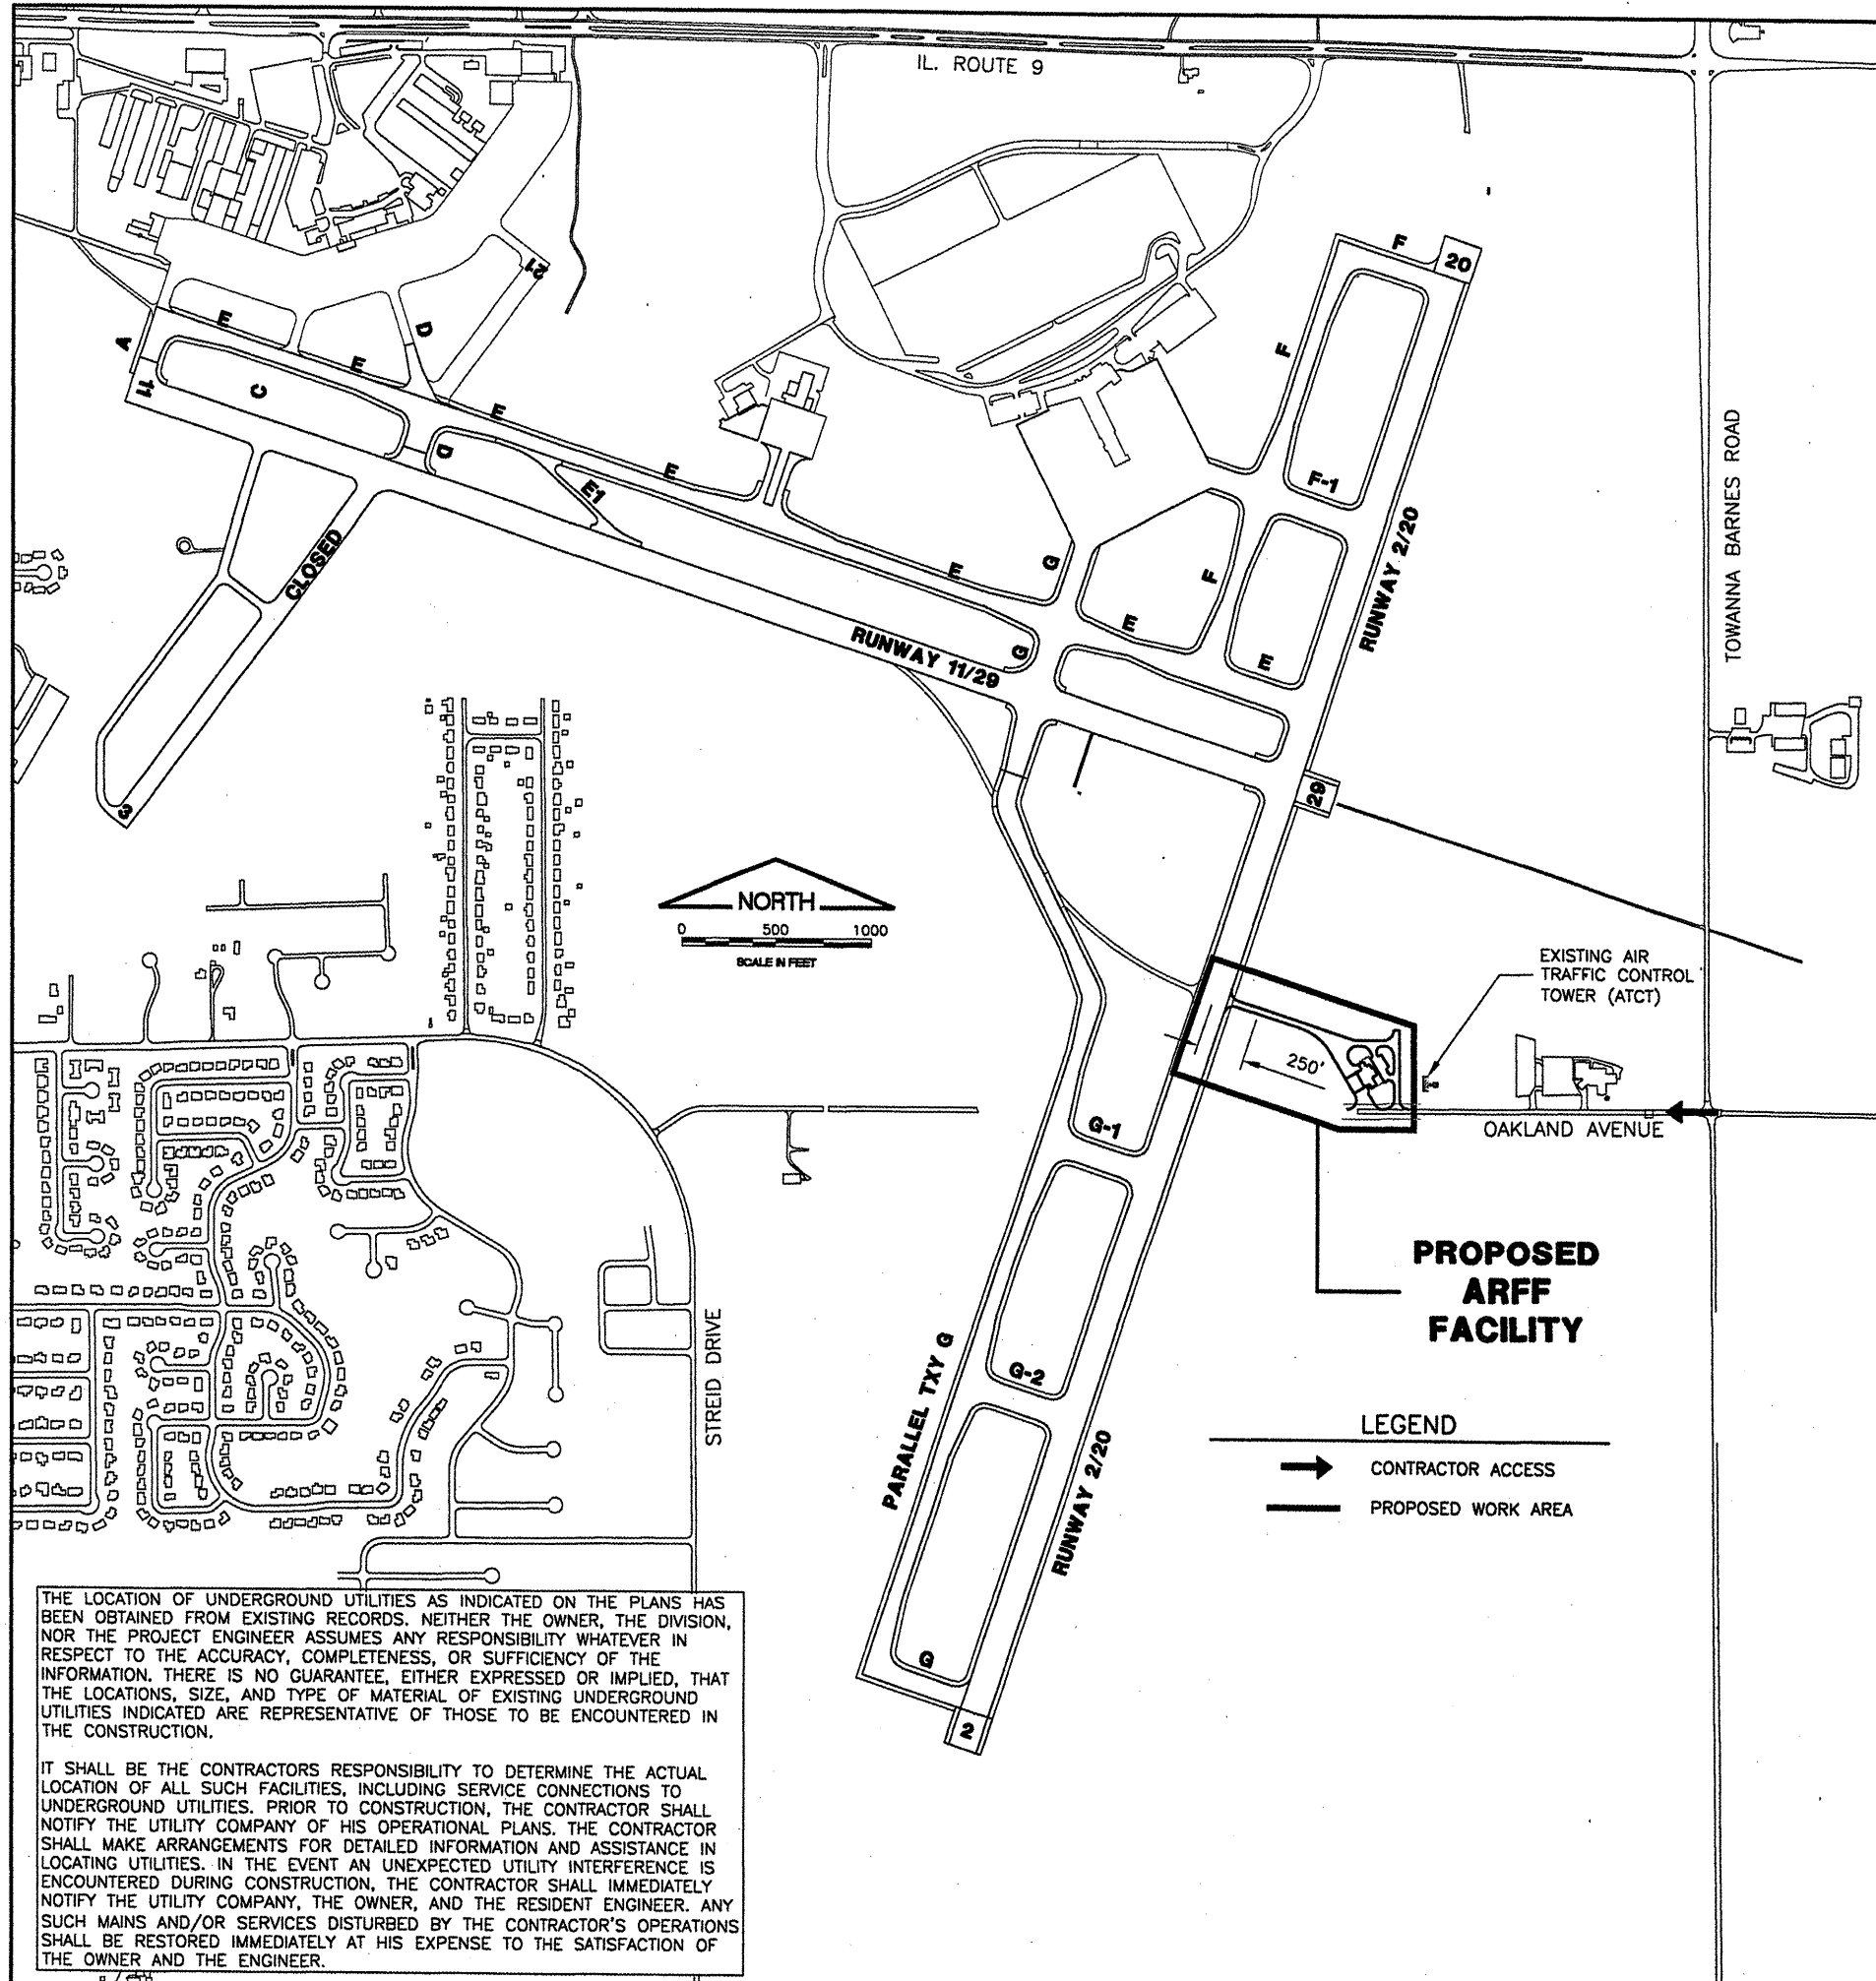 IL. ROUTE 9
F
20
21
E
D
A
E
F
11
C
E
TOWANNA BARNES ROAD
D
E
E1
F-1
CLOSED
RUNWAY 2/20
E
G
F
E
RUNWAY 11/29
G
E
29
3
NORTH
0 500 1000
SCALE IN FEET
EXISTING AIR
TRAFFIC CONTROL
TOWER (ATCT)
250'
G-1
OAKLAND AVENUE
PROPOSED
ARFF
FACILITY
STREID DRIVE
PARALLEL TXY G
G-2
RUNWAY 2/20
LEGEND
CONTRACTOR ACCESS
PROPOSED WORK AREA
G
2
THE LOCATION OF UNDERGROUND UTILITIES AS INDICATED ON THE PLANS HAS
BEEN OBTAINED FROM EXISTING RECORDS. NEITHER THE OWNER, THE DIVISION,
NOR THE PROJECT ENGINEER ASSUMES ANY RESPONSIBILITY WHATEVER IN
RESPECT TO THE ACCURACY, COMPLETENESS, OR SUFFICIENCY OF THE
INFORMATION. THERE IS NO GUARANTEE, EITHER EXPRESSED OR IMPLIED, THAT
THE LOCATIONS, SIZE, AND TYPE OF MATERIAL OF EXISTING UNDERGROUND
UTILITIES INDICATED ARE REPRESENTATIVE OF THOSE TO BE ENCOUNTERED IN
THE CONSTRUCTION.
IT SHALL BE THE CONTRACTORS RESPONSIBILITY TO DETERMINE THE ACTUAL
LOCATION OF ALL SUCH FACILITIES, INCLUDING SERVICE CONNECTIONS TO
UNDERGROUND UTILITIES. PRIOR TO CONSTRUCTION, THE CONTRACTOR SHALL
NOTIFY THE UTILITY COMPANY OF HIS OPERATIONAL PLANS. THE CONTRACTOR
SHALL MAKE ARRANGEMENTS FOR DETAILED INFORMATION AND ASSISTANCE IN
LOCATING UTILITIES. IN THE EVENT AN UNEXPECTED UTILITY INTERFERENCE IS
ENCOUNTERED DURING CONSTRUCTION, THE CONTRACTOR SHALL IMMEDIATELY
NOTIFY THE UTILITY COMPANY, THE OWNER, AND THE RESIDENT ENGINEER. ANY
SUCH MAINS AND/OR SERVICES DISTURBED BY THE CONTRACTOR'S OPERATIONS
SHALL BE RESTORED IMMEDIATELY AT HIS EXPENSE TO THE SATISFACTION OF
THE OWNER AND THE ENGINEER.